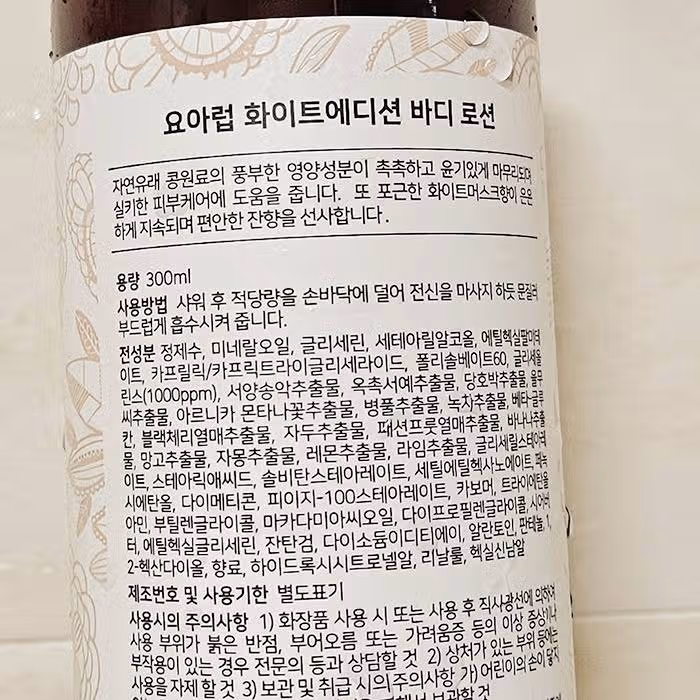 요아럽 화이트에디션 바디 로션
자연유래 콩원료의 풍부한 영양성분이 촉촉하고 윤기있게 마무리되며
실키한 피부케어에 도움을 줍니다. 또 포근한 화이트머스크향이 은은
하게 지속되며 편안한 잔향을 선사합니다.
용량 300ml
사용방법 샤워 후 적당량을 손바닥에 덜어 전신을 마사지 하듯 문질러
부드럽게 흡수시켜 줍니다.
전성분 정제수, 미네랄오일, 글리세린, 세테아릴알코올, 에틸헥실팔미테
이트, 카프릴릭/카프릭트라이글리세라이드, 폴리솔베이트60, 글리세올
린스(1000ppm), 서양송악추출물, 옥촉서예추출물, 당호박추출물, 율무
씨추출물, 아르니카 몬타나꽃추출물, 병풀추출물, 녹차추출물, 베타-글루
칸, 블랙체리열매추출물, 자두추출물, 패션프룻열매추출물, 바나나추출
물, 망고추출물, 자몽추출물, 레몬추출물, 라임추출물, 글리세릴스테아레
이트, 스테아릭애씨드, 솔비탄스테아레이트, 세틸에틸헥사노에이트, 페녹
시에탄올, 다이메티콘, 피이지-100스테아레이트, 카보머, 트라이에탄올
아민, 부틸렌글라이콜, 마카다미아씨오일, 다이프로필렌글라이콜, 시어버
터, 에틸헥실글리세린, 잔탄검, 다이소듐이디티에이, 알란토인, 판테놀, 1,
2-헥산다이올, 향료, 하이드록시시트로넬알, 리날룰, 헥실신남알
제조번호 및 사용기한 별도표기
사용시의 주의사항 1) 화장품 사용 시 또는 사용 후 직사광선에 의하여
사용 부위가 붉은 반점, 부어오름 또는 가려움증 등의 이상 증상이나
부작용이 있는 경우 전문의 등과 상담할 것 2) 상처가 있는 부위 등에는
사용을 자제 할 것 3) 보관 및 취급 시의 주의사항 가) 어린이의 손이 닿지
보관할 것